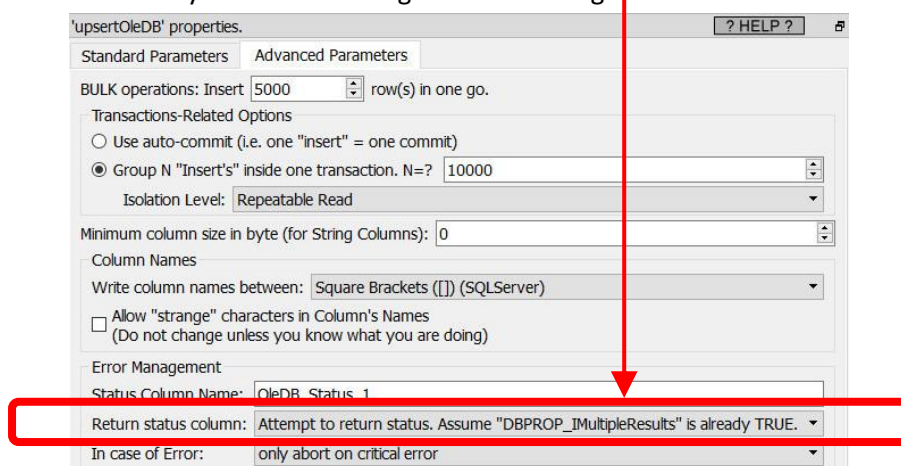 'upsertOleDB' properties.
? HELP ?
Standard Parameters
Advanced Parameters
BULK operations: Insert 5000 row(s) in one go.
Transactions-Related Options
Use auto-commit (i.e. one "insert" = one commit)
Group N "Insert's" inside one transaction. N=? 10000
Isolation Level: Repeatable Read
Minimum column size in byte (for String Columns): 0
Column Names
Write column names between: Square Brackets ([]) (SQLServer)
Allow "strange" characters in Column's Names
(Do not change unless you know what you are doing)
Error Management
Status Column Name: OleDB_Status_1
Return status column: Attempt to return status. Assume "DBPROP_IMultipleResults" is already TRUE.
In case of Error: only abort on critical error